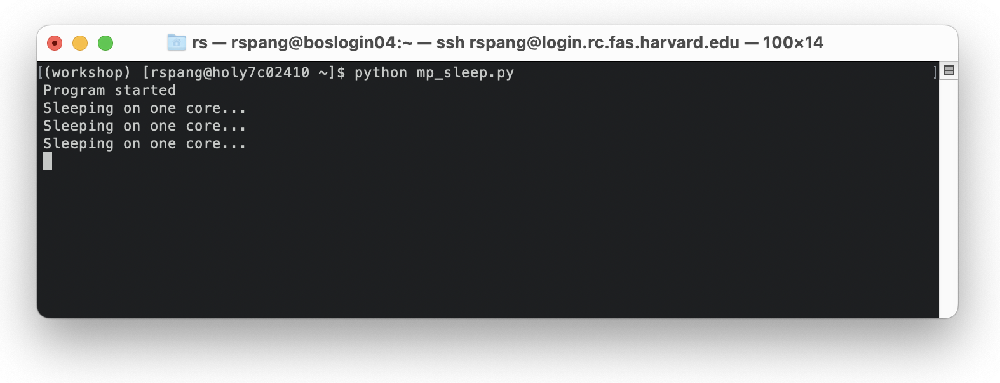 rs — rspang@boslogin04:~ — ssh rspang@login.rc.fas.harvard.edu — 100×14
[(workshop) [rspang@holy7c02410 ~]$ python mp_sleep.py ]
Program started
Sleeping on one core...
Sleeping on one core...
Sleeping on one core...